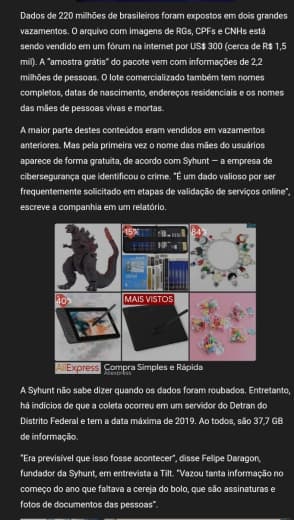 Dados de 220 milhões de brasileiros foram expostos em dois grandes
vazamentos. O arquivo com imagens de RGs, CPFs e CNHs está
sendo vendido em um fórum na internet por US$ 300 (cerca de R$ 1,5
mil). A "amostra grátis" do pacote vem com informações de 2,2
milhões de pessoas. O lote comercializado também tem nomes
completos, datas de nascimento, endereços residenciais e os nomes
das mães de pessoas vivas e mortas.
A maior parte destes conteúdos eram vendidos em vazamentos
anteriores. Mas pela primeira vez o nome das mães do usuários
aparece de forma gratuita, de acordo com Syhunt — a empresa de
cibersegurança que identificou o crime. "É um dado valioso por ser
frequentemente solicitado em etapas de validação de serviços online",
escreve a companhia em um relatório.
15%
84%
40%
MAIS VISTOS
AliExpress Compra Simples e Rápida
Aliexpress
A Syhunt não sabe dizer quando os dados foram roubados. Entretanto,
há indícios de que a coleta ocorreu em um servidor do Detran do
Distrito Federal e tem a data máxima de 2019. Ao todos, são 37,7 GB
de informação.
"Era previsível que isso fosse acontecer", disse Felipe Daragon,
fundador da Syhunt, em entrevista a Tilt. "Vazou tanta informação no
começo do ano que faltava a cereja do bolo, que são assinaturas e
fotos de documentos das pessoas".